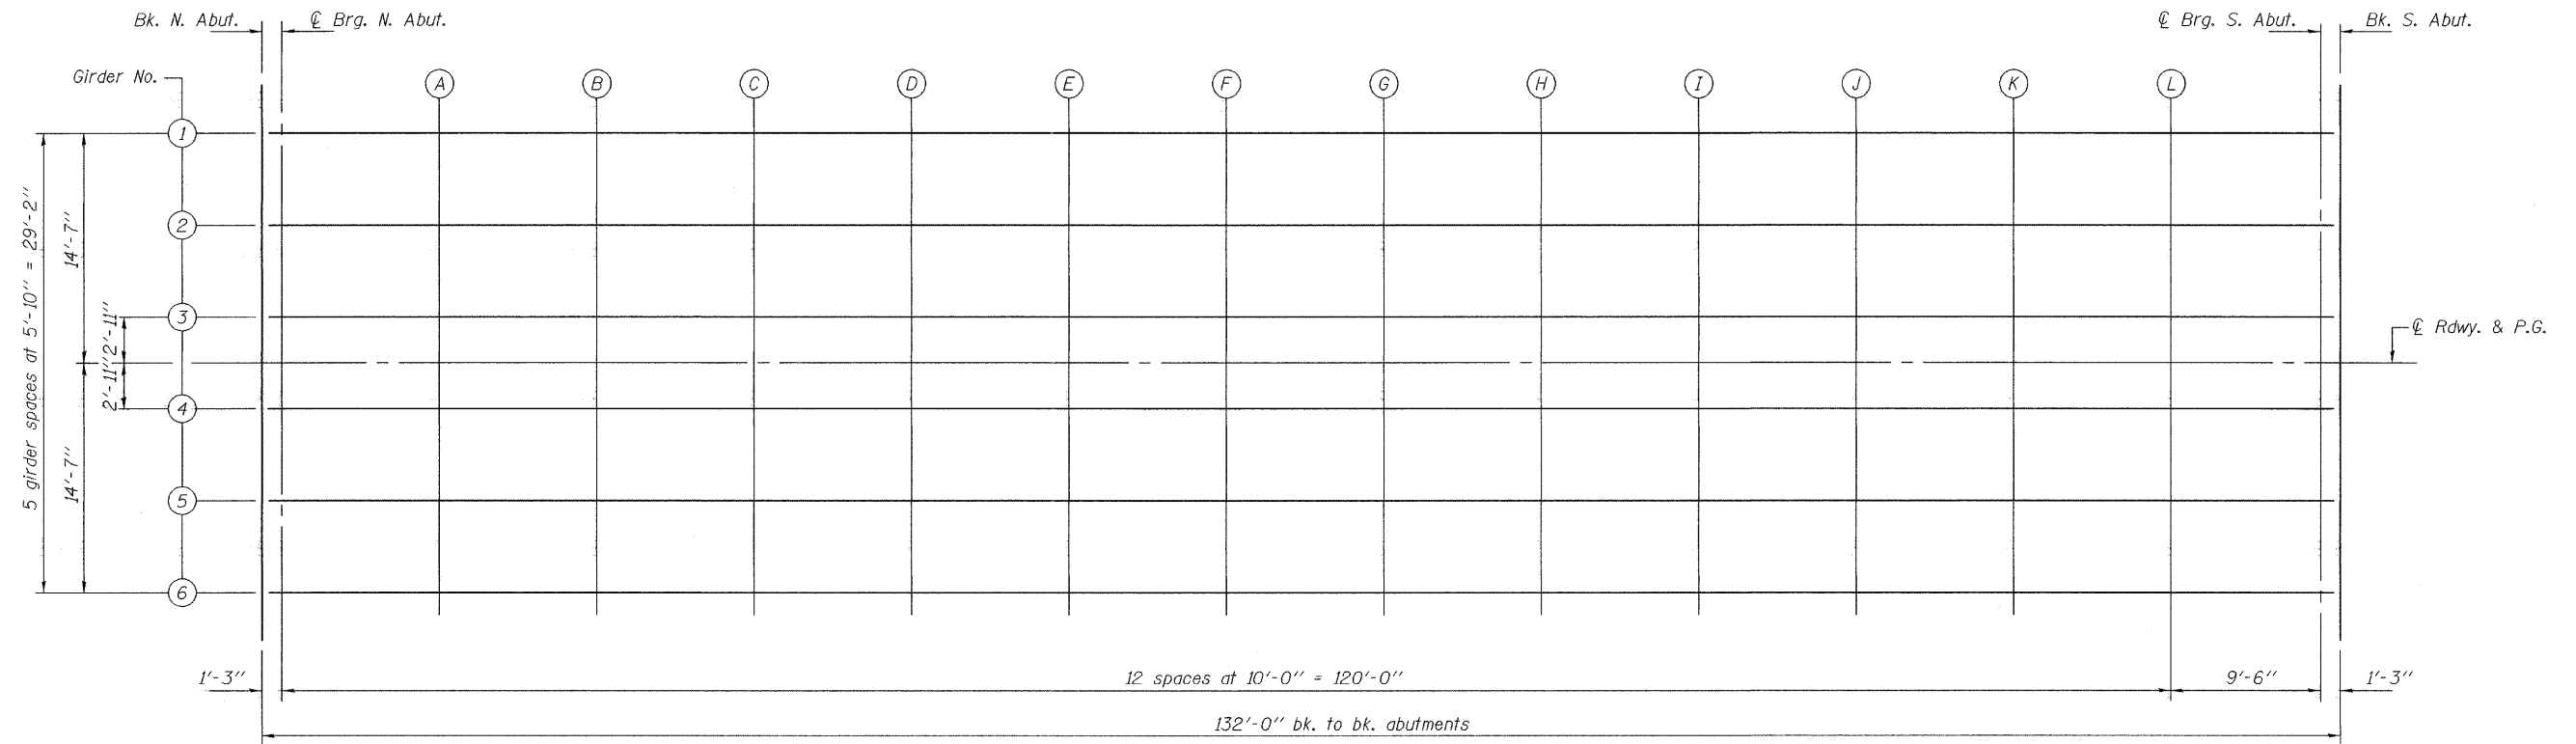 Bk. N. Abut.
℄ Brg. N. Abut.
℄ Brg. S. Abut.
Bk. S. Abut.
Girder No.
A B C D E F G H I J K L
1
2
3
4
5
6
5 girder spaces at 5'-10" = 29'-2"
14'-7"
14'-7"
2'-11"
2'-11"
℄ Rdwy. & P.G.
1'-3"
12 spaces at 10'-0" = 120'-0"
9'-6"
1'-3"
132'-0" bk. to bk. abutments